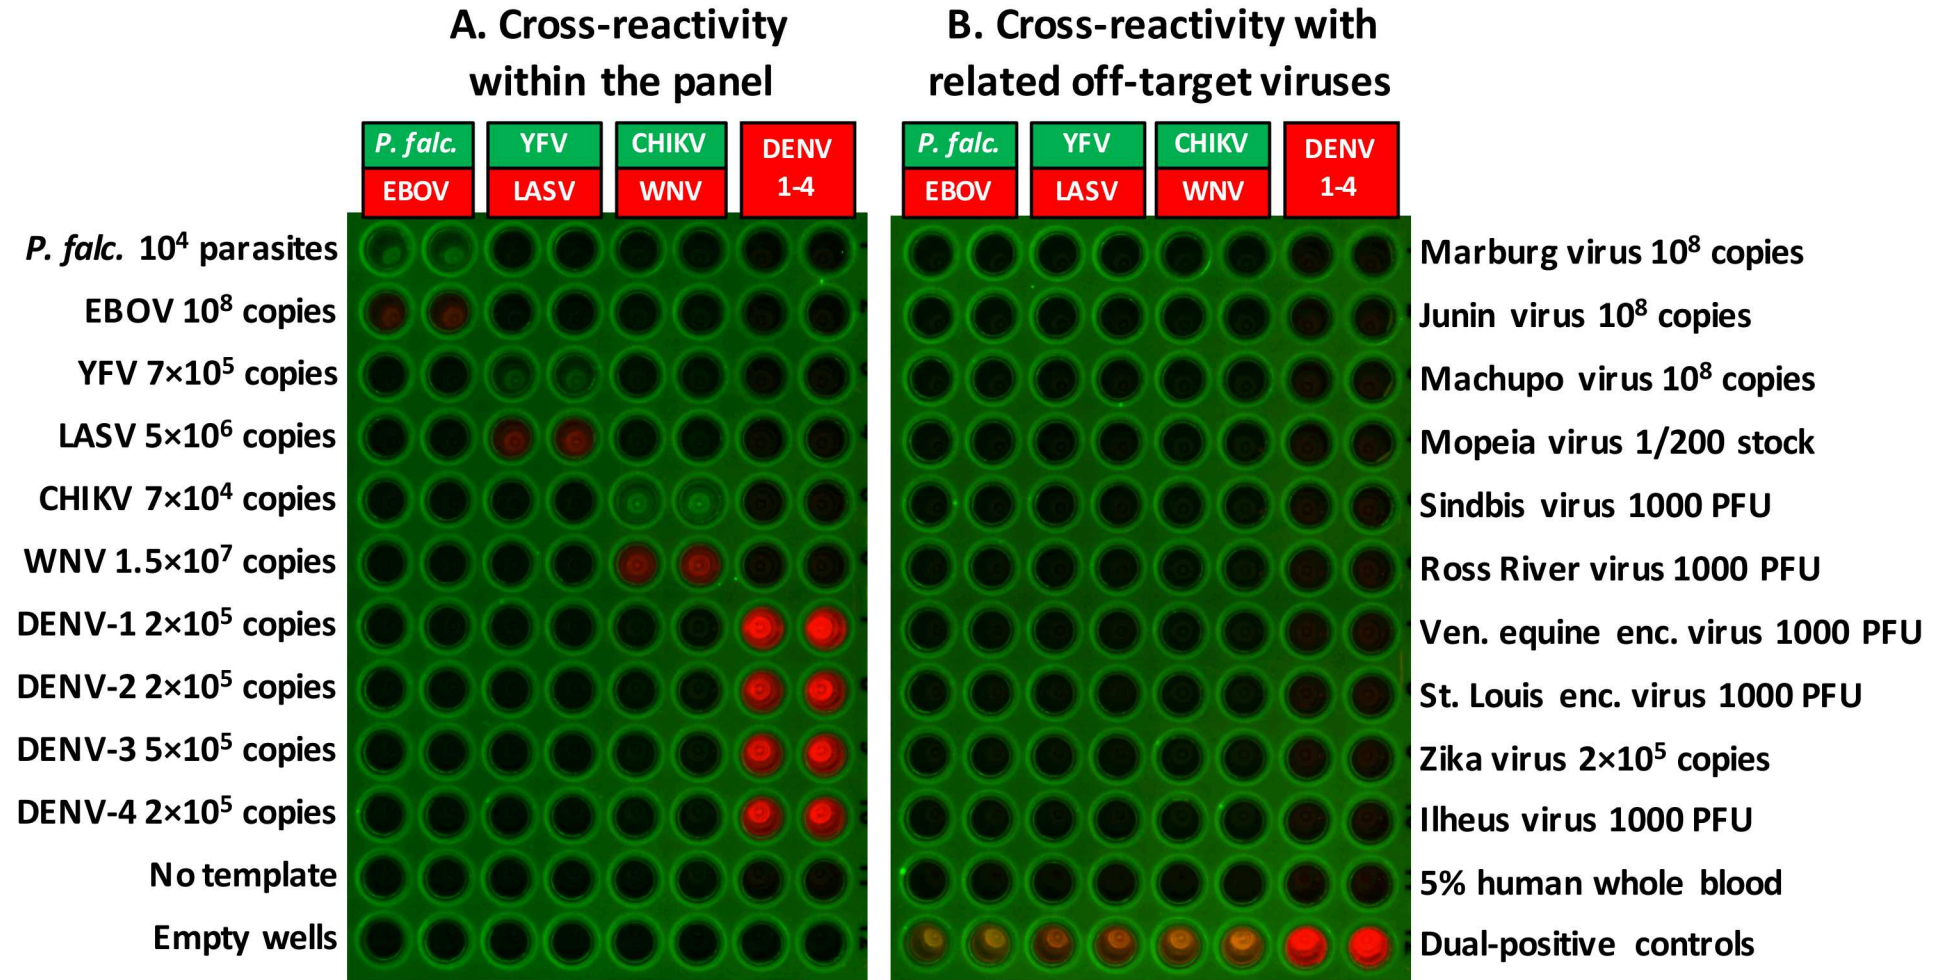 A. Cross-reactivity
within the panel
B. Cross-reactivity with
related off-target viruses
P. falc. YFV CHIKV DENV
1-4
EBOV LASV WNV
P. falc. YFV CHIKV DENV
1-4
EBOV LASV WNV
P. falc. 10⁴ parasites
EBOV 10⁸ copies
YFV 7×10⁵ copies
LASV 5×10⁶ copies
CHIKV 7×10⁴ copies
WNV 1.5×10⁷ copies
DENV-1 2×10⁵ copies
DENV-2 2×10⁵ copies
DENV-3 5×10⁵ copies
DENV-4 2×10⁵ copies
No template
Empty wells
Marburg virus 10⁸ copies
Junin virus 10⁸ copies
Machupo virus 10⁸ copies
Mopeia virus 1/200 stock
Sindbis virus 1000 PFU
Ross River virus 1000 PFU
Ven. equine enc. virus 1000 PFU
St. Louis enc. virus 1000 PFU
Zika virus 2×10⁵ copies
Ilheus virus 1000 PFU
5% human whole blood
Dual-positive controls